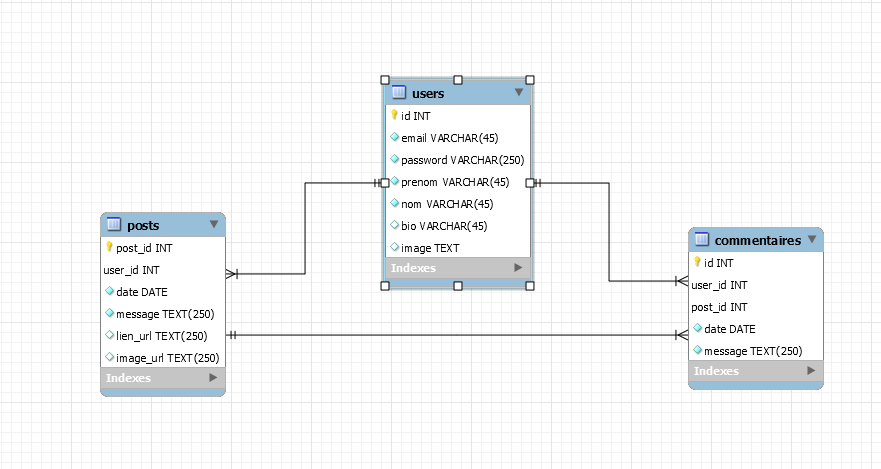 users
id INT
email VARCHAR(45)
password VARCHAR(250)
prenom VARCHAR(45)
nom VARCHAR(45)
bio VARCHAR(45)
image TEXT
Indexes
posts
post_id INT
user_id INT
date DATE
message TEXT(250)
lien_url TEXT(250)
image_url TEXT(250)
Indexes
commentaires
id INT
user_id INT
post_id INT
date DATE
message TEXT(250)
Indexes